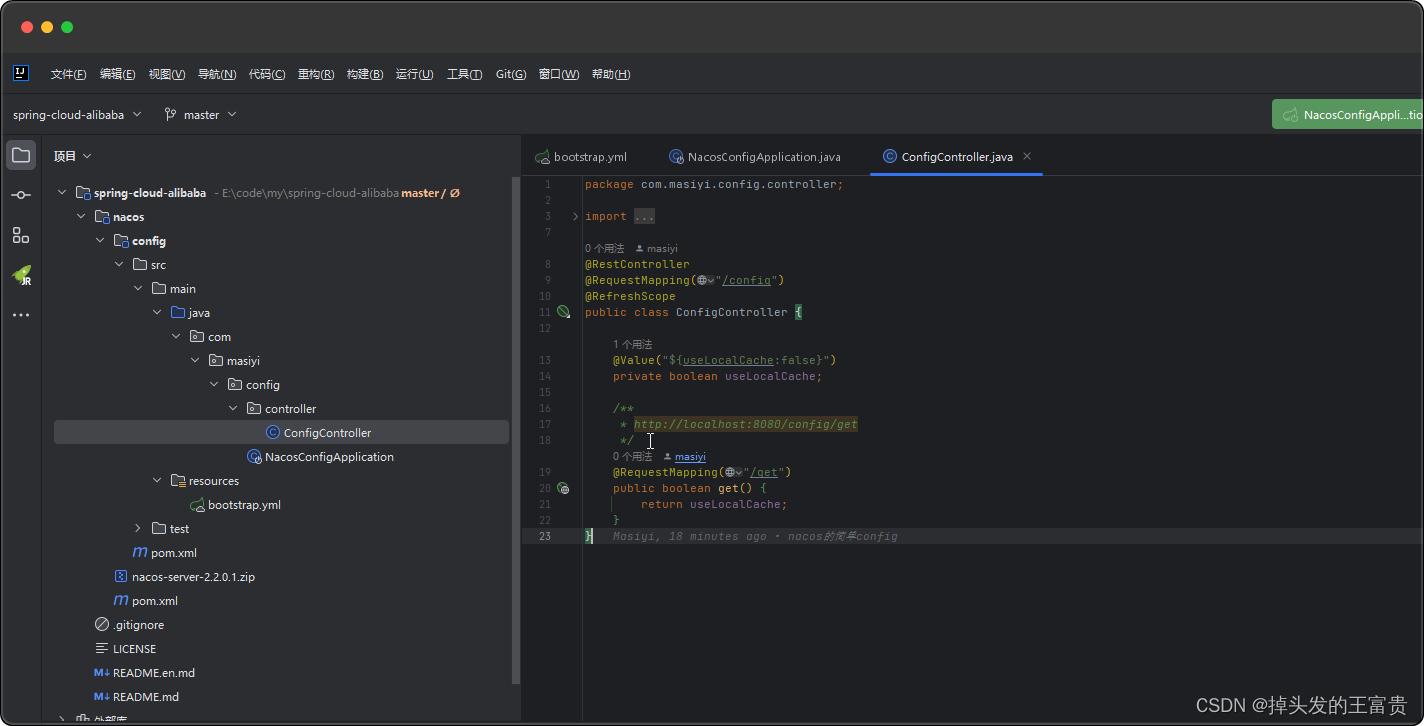 文件(F) 编辑(E) 视图(V) 导航(N) 代码(C) 重构(R) 构建(B) 运行(U) 工具(T) Git(G) 窗口(W) 帮助(H)
spring-cloud-alibaba master NacosConfigAppli...tio
项目
spring-cloud-alibaba - E:\code\my\spring-cloud-alibaba master / Ø
nacos
config
src
main
java
com
masiyi
config
controller
ConfigController
NacosConfigApplication
resources
bootstrap.yml
test
pom.xml
nacos-server-2.2.0.1.zip
pom.xml
.gitignore
LICENSE
README.en.md
README.md
外部库
bootstrap.yml NacosConfigApplication.java ConfigController.java
1 package com.masiyi.config.controller;
2
3 import ...
7
0 个用法 masiyi
8 @RestController
9 @RequestMapping("/config")
10 @RefreshScope
11 public class ConfigController {
12
1 个用法
13 @Value("${useLocalCache:false}")
14 private boolean useLocalCache;
15
16 /**
17 * http://localhost:8080/config/get
18 */
0 个用法 masiyi
19 @RequestMapping("/get")
20 public boolean get() {
21 return useLocalCache;
22 }
23 } Masiyi, 18 minutes ago · nacos的简单config
CSDN @掉头发的王富贵